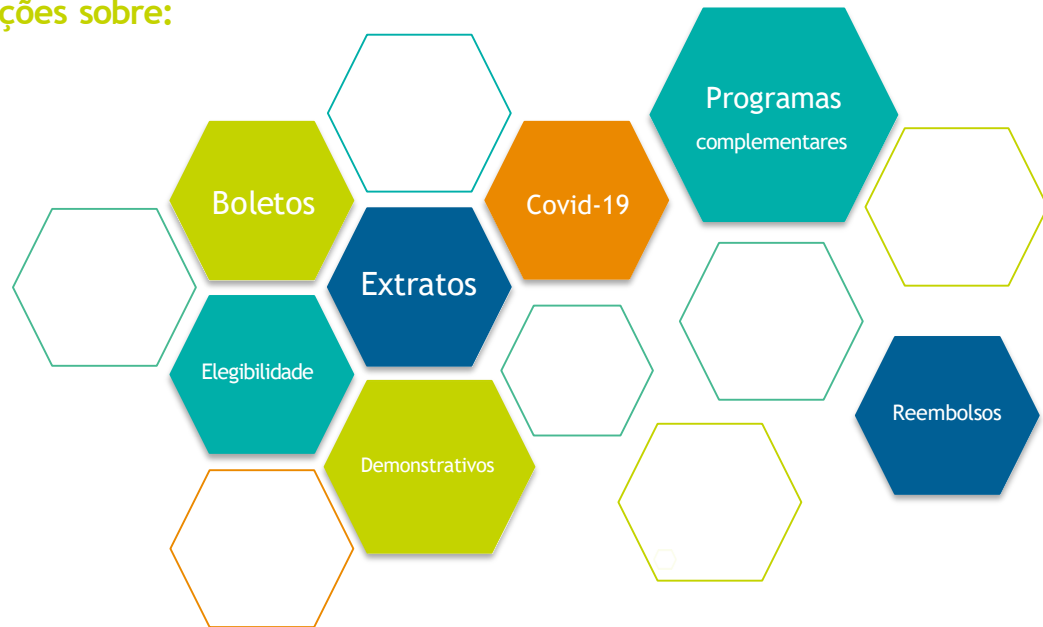 ções sobre:
Programas
complementares
Boletos
Covid-19
Extratos
Elegibilidade
Reembolsos
Demonstrativos